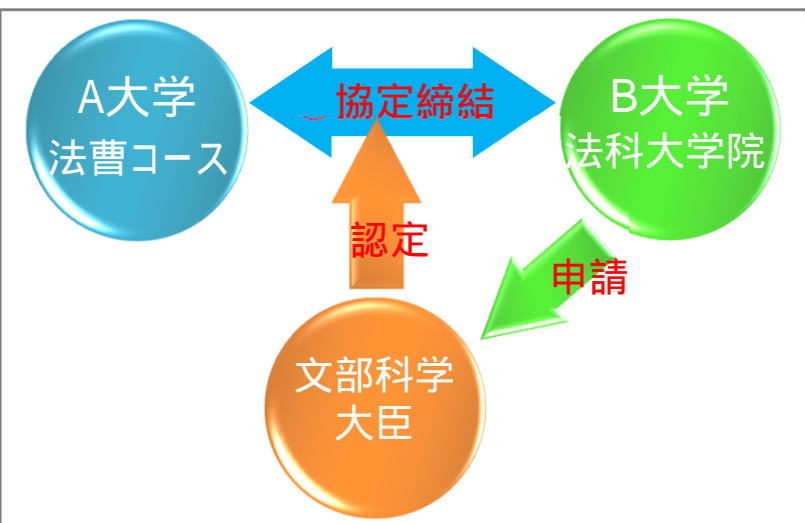 A大学
法曹コース
協定締結
B大学
法科大学院
認定
申請
文部科学
大臣